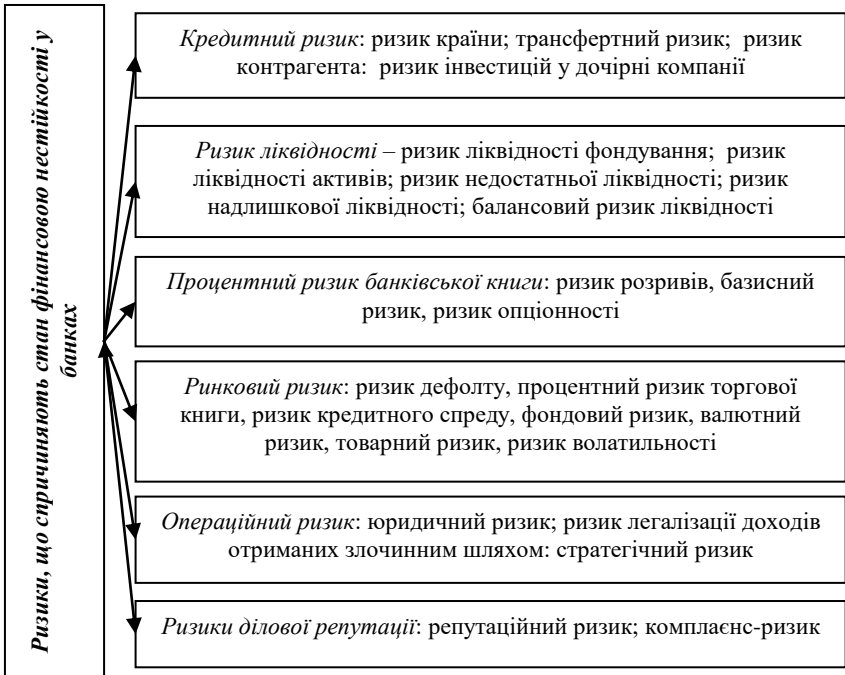 Ризики, що спричиняють стан фінансовою нестійкості у
банках
Кредитний ризик: ризик країни; трансфертний ризик; ризик
контрагента: ризик інвестицій у дочірні компанії
Ризик ліквідності – ризик ліквідності фондування; ризик
ліквідності активів; ризик недостатньої ліквідності; ризик
надлишкової ліквідності; балансовий ризик ліквідності
Процентний ризик банківської книги: ризик розривів, базисний
ризик, ризик опціонності
Ринковий ризик: ризик дефолту, процентний ризик торгової
книги, ризик кредитного спреду, фондовий ризик, валютний
ризик, товарний ризик, ризик волатильності
Операційний ризик: юридичний ризик; ризик легалізації доходів
отриманих злочинним шляхом: стратегічний ризик
Ризики ділової репутації: репутаційний ризик; комплаєнс-ризик